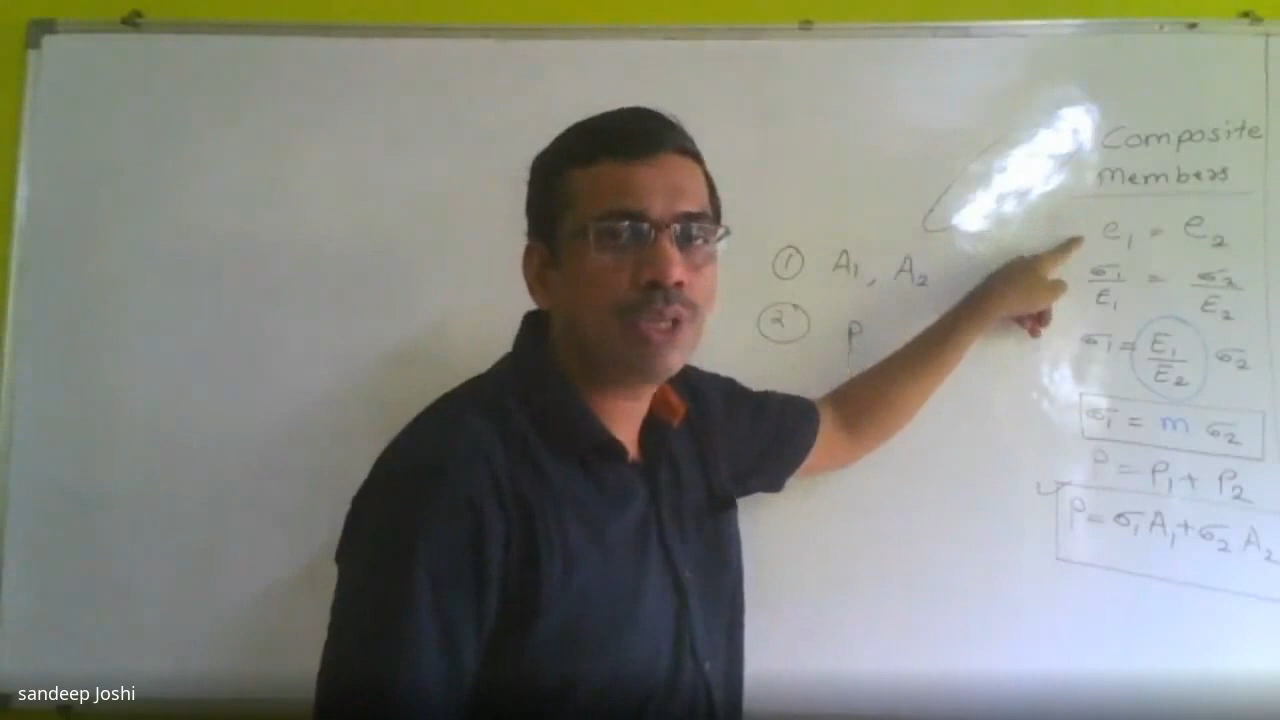 Composite
Members
e₁ = e₂
σ₁/E₁ = σ₂/E₂
σ₁ = E₁/E₂ σ₂
σ₁ = m σ₂
P = P₁ + P₂
P = σ₁A₁ + σ₂A₂
① A₁, A₂
② P
sandeep Joshi